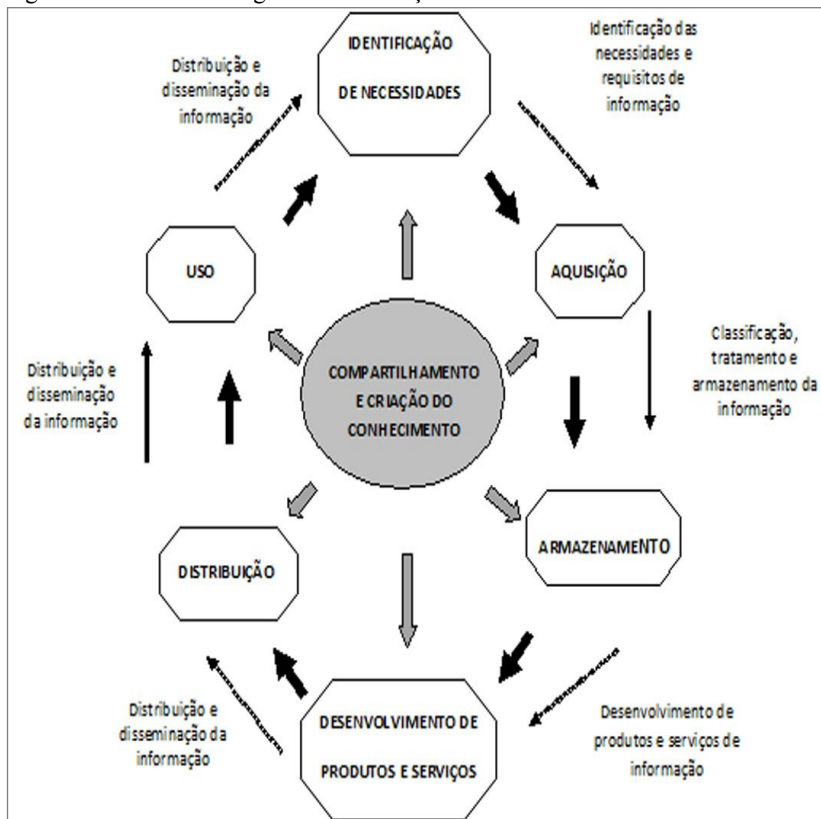 IDENTIFICAÇÃO
DE NECESSIDADES
Identificação das
necessidades e
requisitos de
informação
Distribuição e
disseminação da
informação
USO
AQUISIÇÃO
COMPARTILHAMENTO
E CRIAÇÃO DO
CONHECIMENTO
Classificação,
tratamento e
armazenamento da
informação
Distribuição e
disseminação
da informação
DISTRIBUIÇÃO
ARMAZENAMENTO
DESENVOLVIMENTO DE
PRODUTOS E SERVIÇOS
Distribuição e
disseminação da
informação
Desenvolvimento de
produtos e serviços de
informação